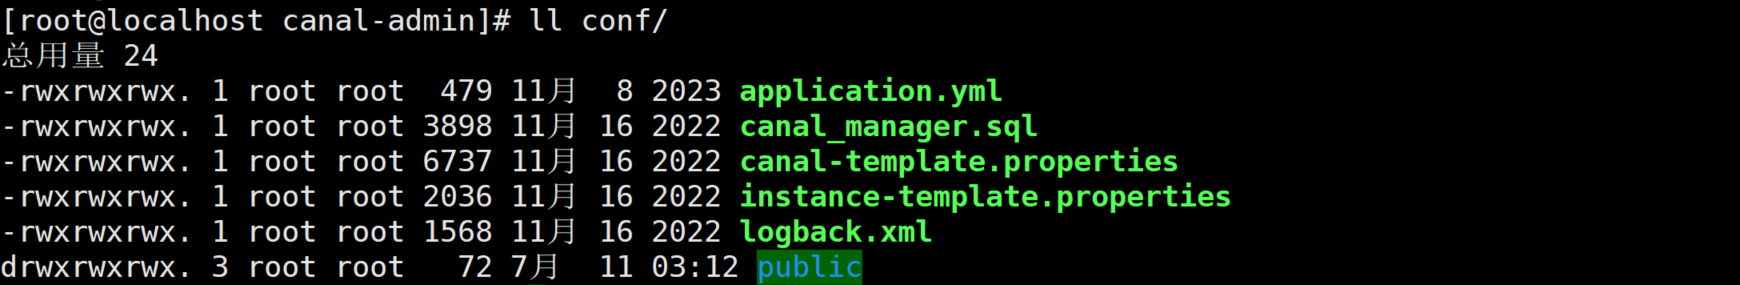 [root@localhost canal-admin]# ll conf/
总用量 24
-rwxrwxrwx. 1 root root  479 11月  8 2023 application.yml
-rwxrwxrwx. 1 root root 3898 11月 16 2022 canal_manager.sql
-rwxrwxrwx. 1 root root 6737 11月 16 2022 canal-template.properties
-rwxrwxrwx. 1 root root 2036 11月 16 2022 instance-template.properties
-rwxrwxrwx. 1 root root 1568 11月 16 2022 logback.xml
drwxrwxrwx. 3 root root   72 7月  11 03:12 public